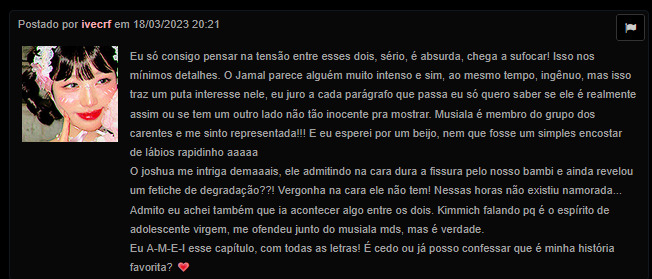 Postado por ivecrf em 18/03/2023 20:21
Eu só consigo pensar na tensão entre esses dois, sério, é absurda, chega a sufocar! Isso nos
mínimos detalhes. O Jamal parece alguém muito intenso e sim, ao mesmo tempo, ingênuo, mas isso
traz um puta interesse nele, eu juro a cada parágrafo que passa eu só quero saber se ele é realmente
assim ou se tem um outro lado não tão inocente pra mostrar. Musiala é membro do grupo dos
carentes e me sinto representada!!! E eu esperei por um beijo, nem que fosse um simples encostar
de lábios rapidinho aaaaa
O joshua me intriga demaaais, ele admitindo na cara dura a fissura pelo nosso bambi e ainda revelou
um fetiche de degradação??! Vergonha na cara ele não tem! Nessas horas não existiu namorada...
Admito eu achei também que ia acontecer algo entre os dois. Kimmich falando pq é o espírito de
adolescente virgem, me ofendeu junto do musiala mds, mas é verdade.
Eu A-M-E-I esse capítulo, com todas as letras! É cedo ou já posso confessar que é minha história
favorita? ❤